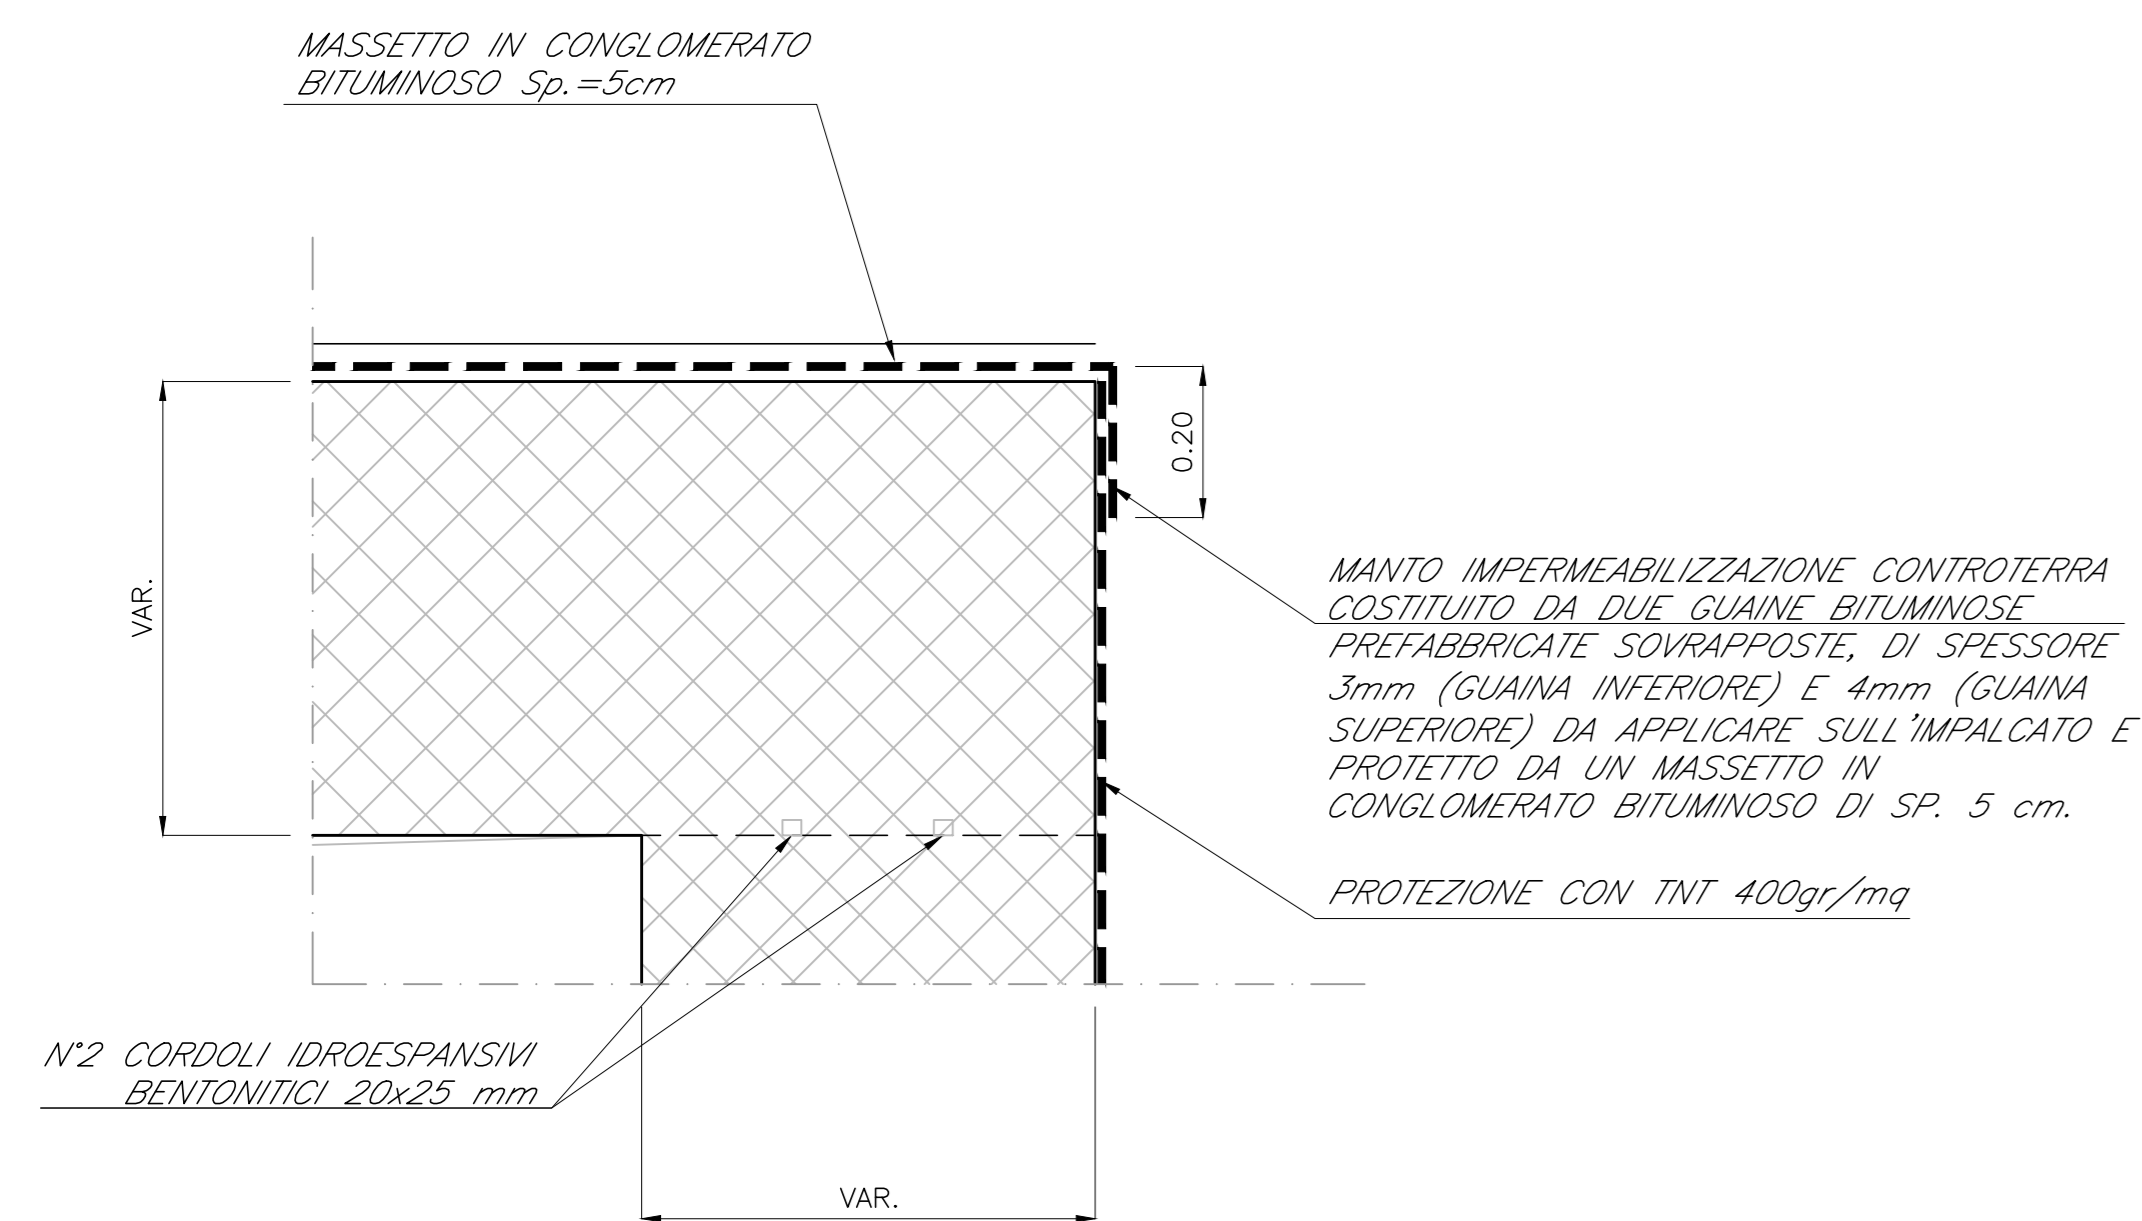 MASSETTO IN CONGLOMERATO
BITUMINOSO Sp.=5cm
0.20
VAR.
MANTO IMPERMEABILIZZAZIONE CONTROTERRA
COSTITUITO DA DUE GUAINE BITUMINOSE
PREFABBRICATE SOVRAPPOSTE, DI SPESSORE
3mm (GUAINA INFERIORE) E 4mm (GUAINA
SUPERIORE) DA APPLICARE SULL'IMPALCATO E
PROTETTO DA UN MASSETTO IN
CONGLOMERATO BITUMINOSO DI SP. 5 cm.
PROTEZIONE CON TNT 400gr/mq
N°2 CORDOLI IDROESPANSIVI
BENTONITICI 20x25 mm
VAR.